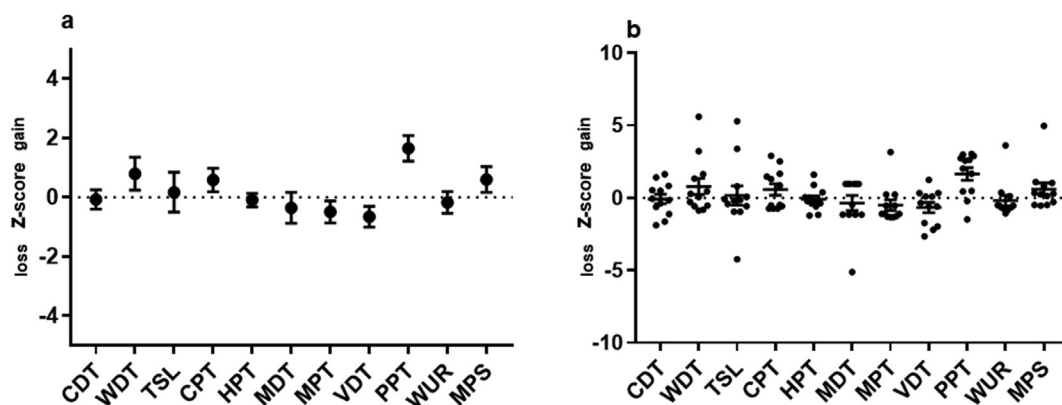 a
4
2
0
-2
-4
loss Z-score gain
CDT WDT TSL CPT HPT MDT MPT VDT PPT WUR MPS
b
10
5
0
-5
-10
loss Z-score gain
CDT WDT TSL CPT HPT MDT MPT VDT PPT WUR MPS